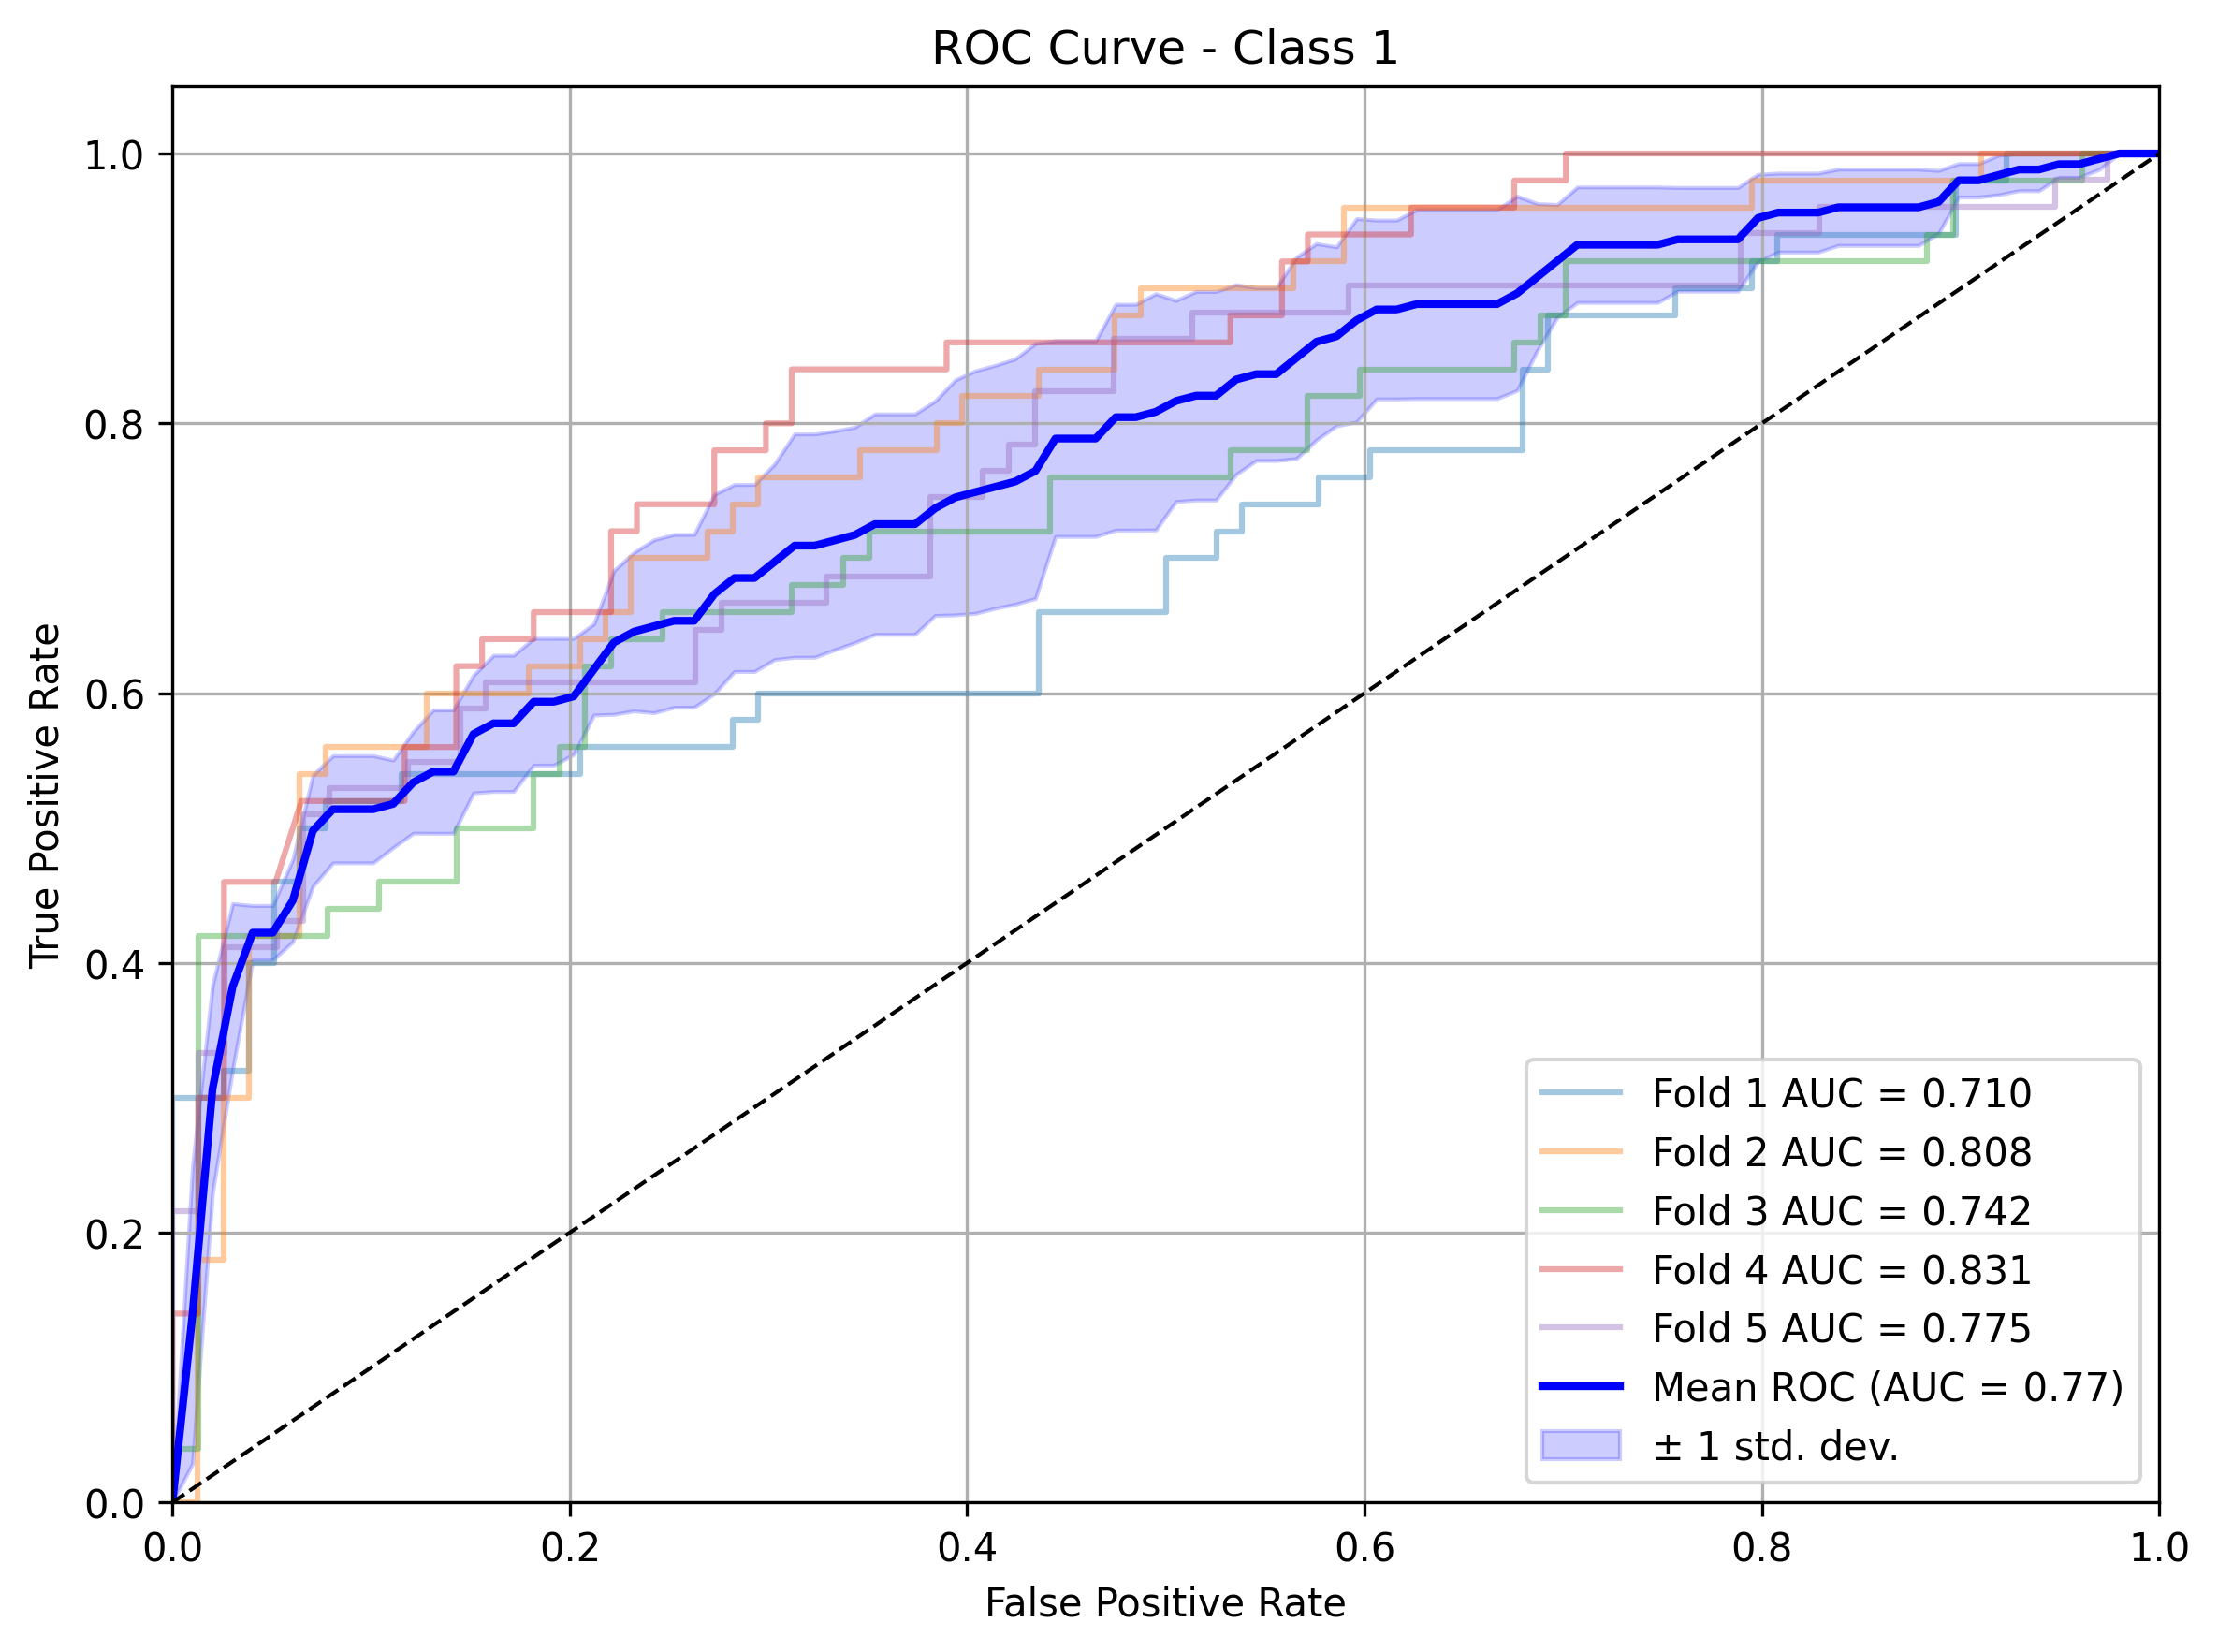 ROC Curve - Class 1
True Positive Rate
1.0
0.8
0.6
0.4
0.2
0.0
0.0 0.2 0.4 0.6 0.8 1.0
False Positive Rate
Fold 1 AUC = 0.710
Fold 2 AUC = 0.808
Fold 3 AUC = 0.742
Fold 4 AUC = 0.831
Fold 5 AUC = 0.775
Mean ROC (AUC = 0.77)
± 1 std. dev.